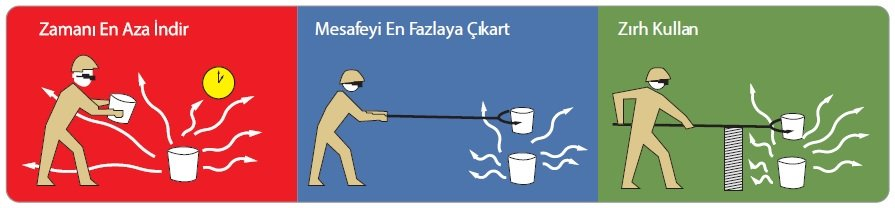 Zamanı En Aza İndir
Mesafeyi En Fazlaya Çıkart
Zırh Kullan